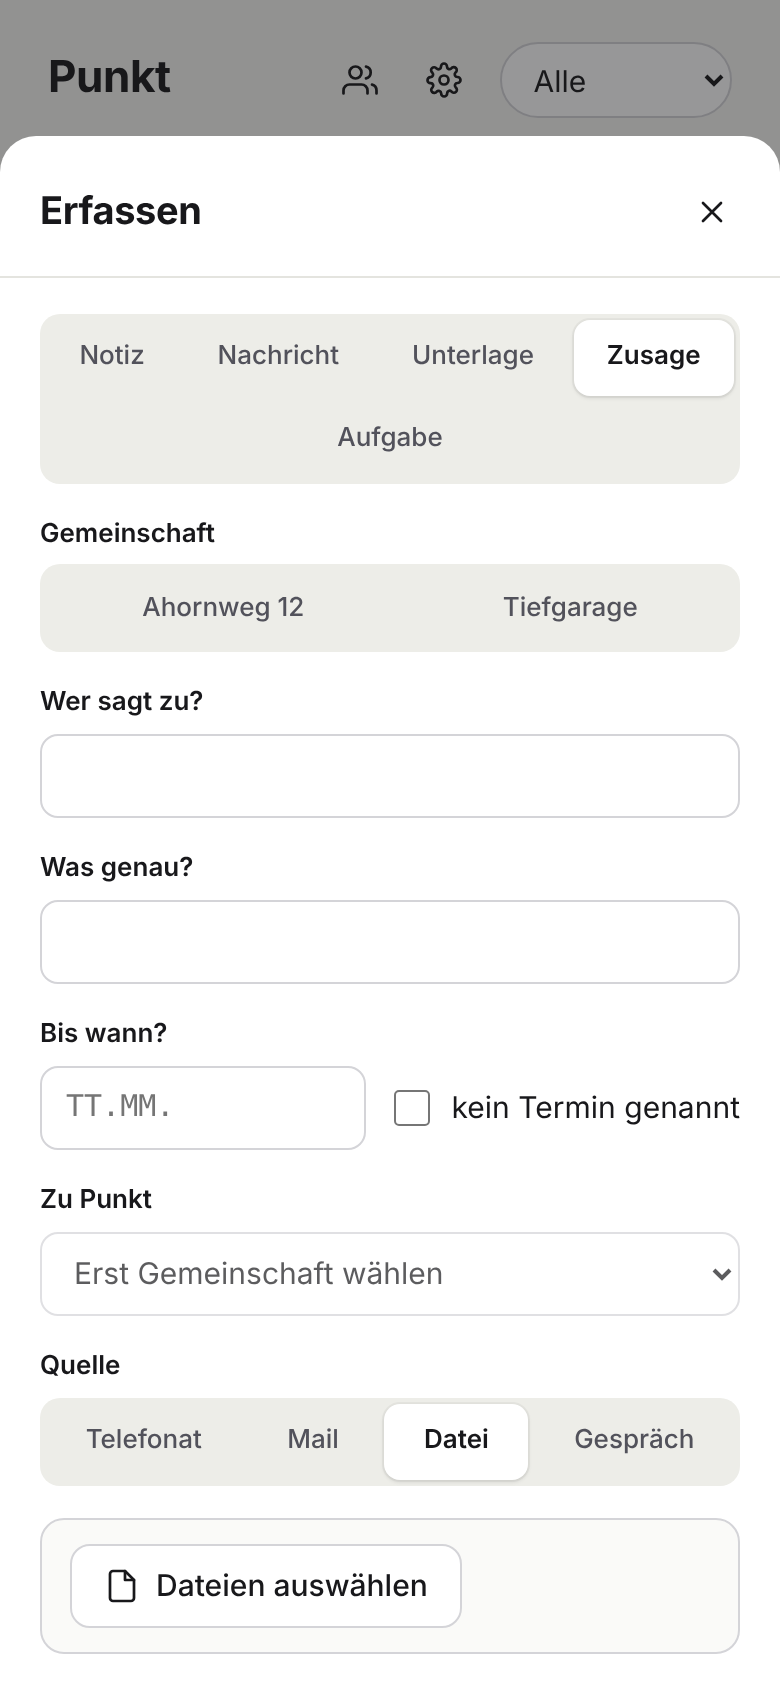 Punkt
Alle
Erfassen
Notiz Nachricht Unterlage Zusage
Aufgabe
Gemeinschaft
Ahornweg 12 Tiefgarage
Wer sagt zu?
Was genau?
Bis wann?
TT.MM. kein Termin genannt
Zu Punkt
Erst Gemeinschaft wählen
Quelle
Telefonat Mail Datei Gespräch
Dateien auswählen